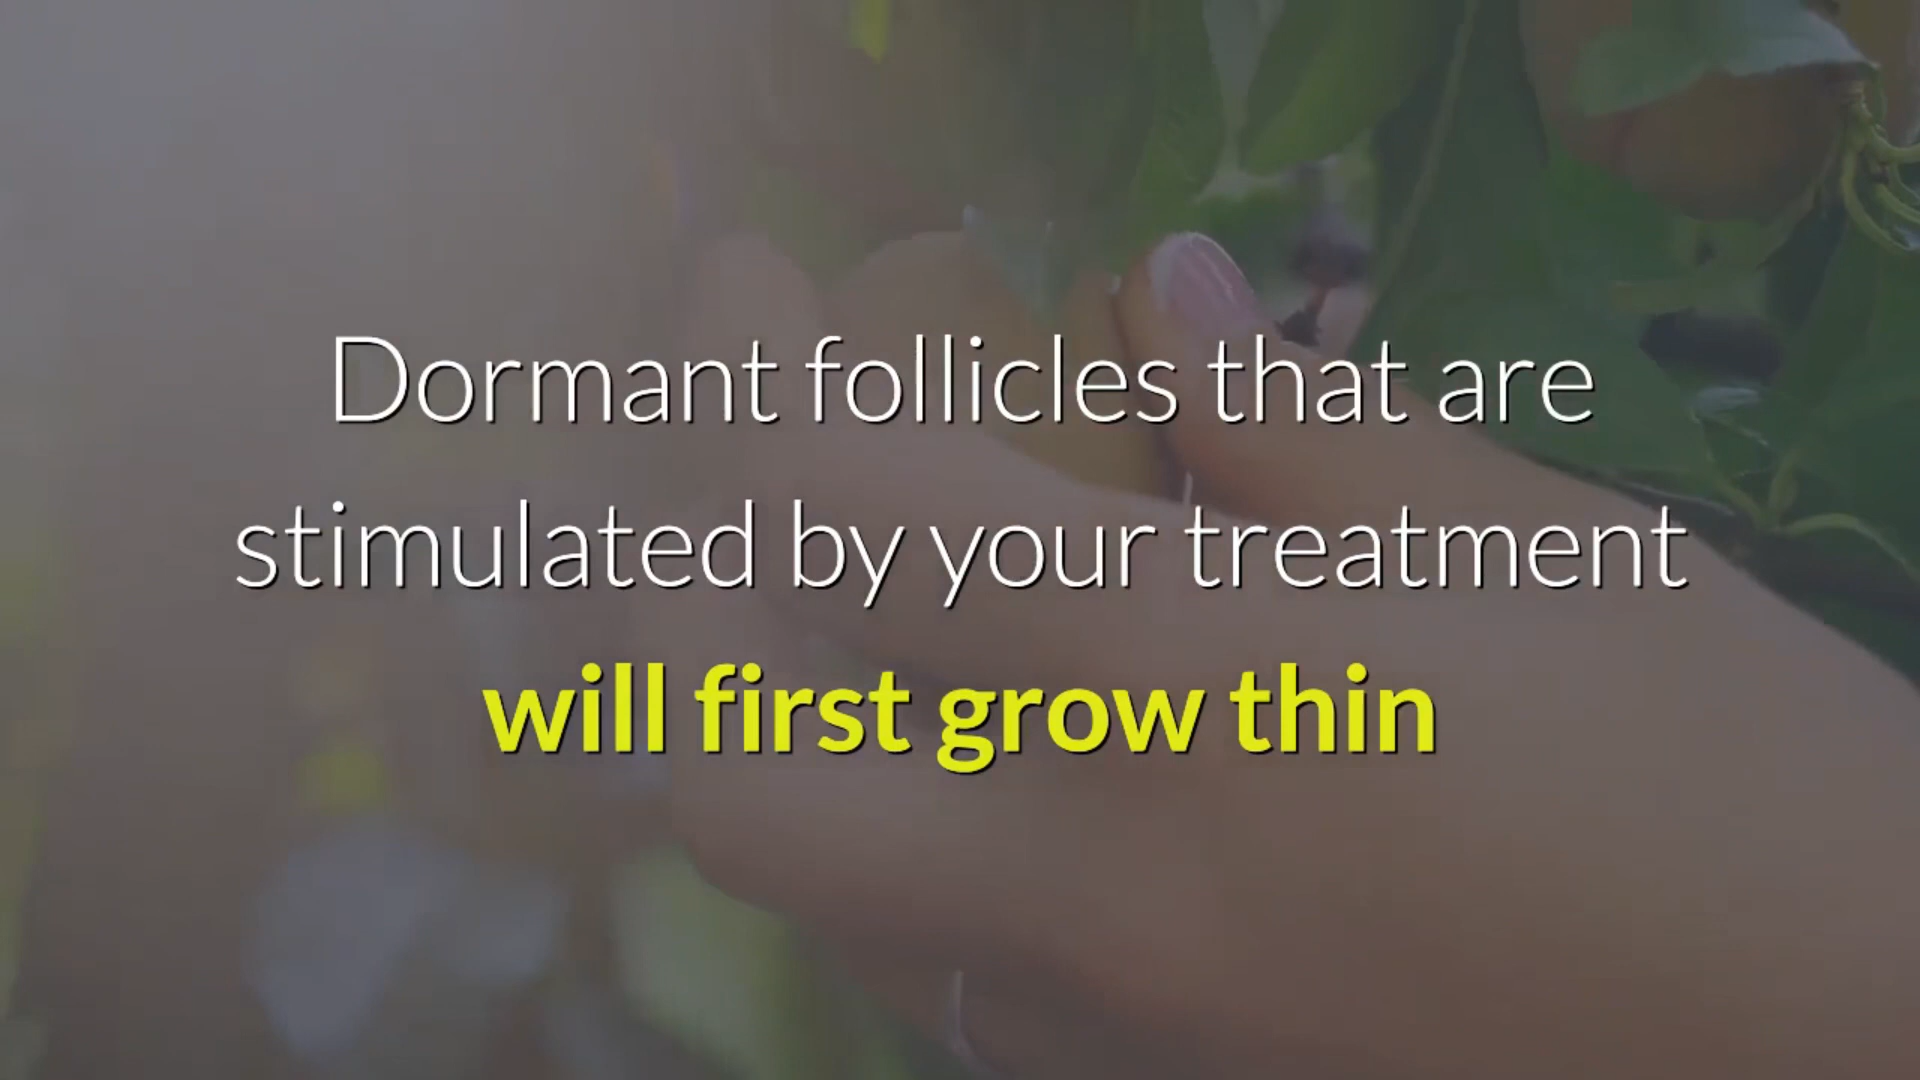 Dormant follicles that are
stimulated by your treatment
will first grow thin